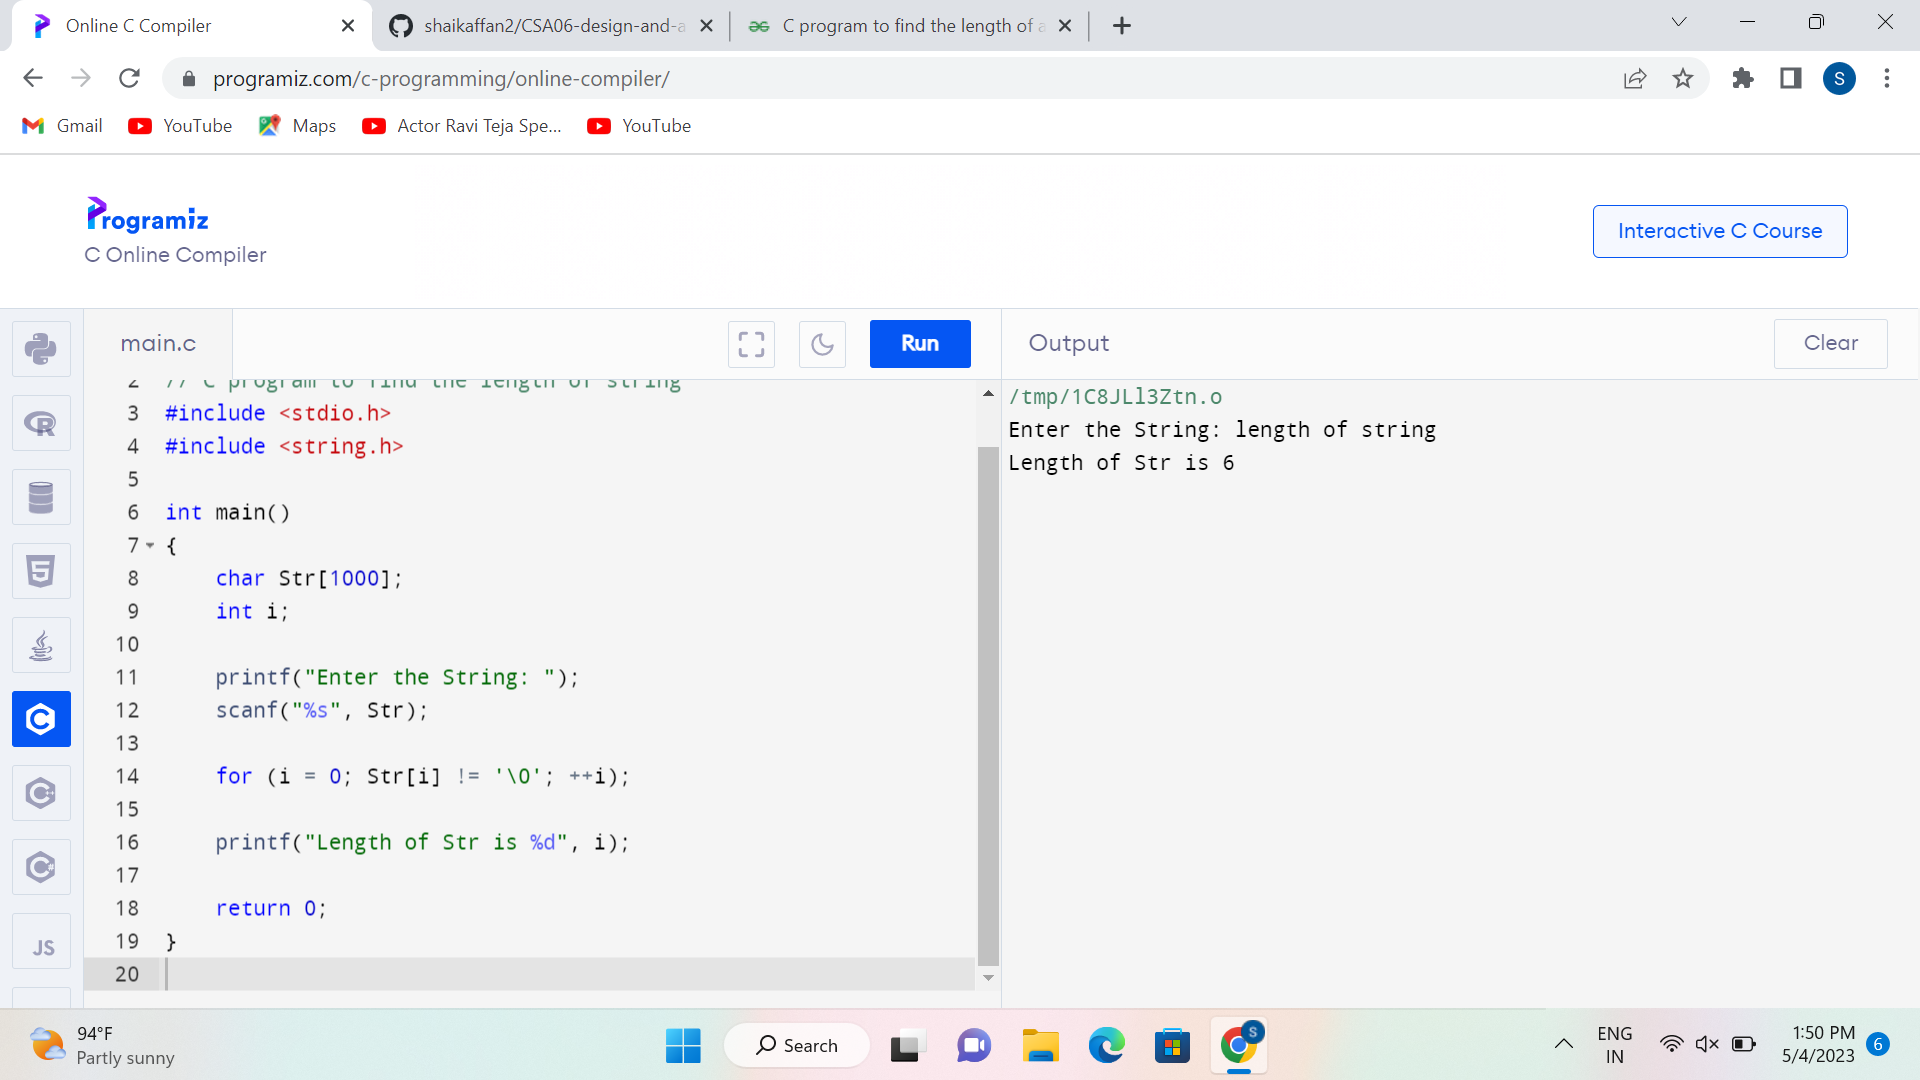 Online C Compiler
shaikaffan2/CSA06-design-and-a
C program to find the length of a
programiz.com/c-programming/online-compiler/
S
Gmail
YouTube
Maps
Actor Ravi Teja Spe...
YouTube
Programiz
C Online Compiler
Interactive C Course
main.c
Run
Output
Clear
2 // C program to find the length of string
3 #include <stdio.h>
4 #include <string.h>
5
6 int main()
7 {
8     char Str[1000];
9     int i;
10
11     printf("Enter the String: ");
12     scanf("%s", Str);
13
14     for (i = 0; Str[i] != '\0'; ++i);
15
16     printf("Length of Str is %d", i);
17
18     return 0;
19 }
20
/tmp/1C8JLl3Ztn.o
Enter the String: length of string
Length of Str is 6
JS
94°F
Partly sunny
Search
S
ENG
IN
1:50 PM
5/4/2023
6